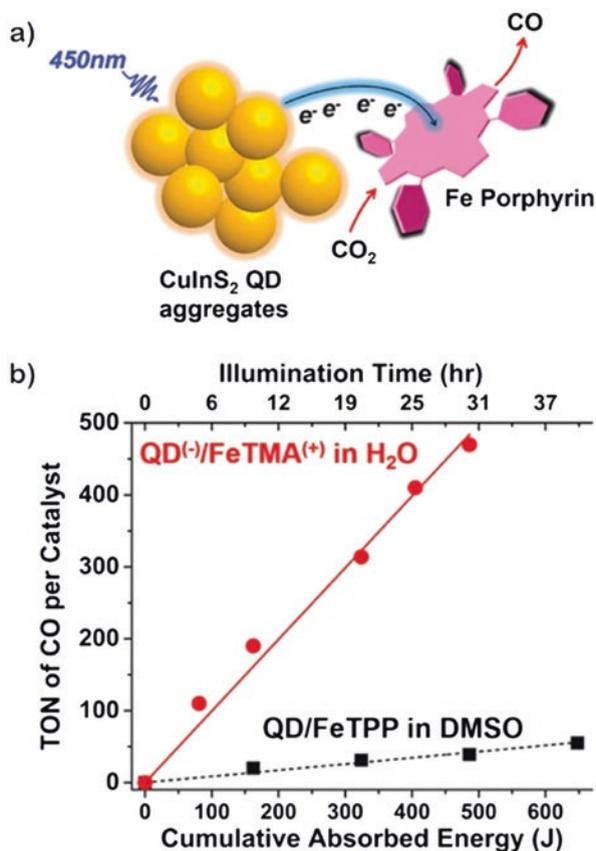 a)
450nm
CO
e⁻ e⁻ e⁻ e⁻
Fe Porphyrin
CO₂
CuInS₂ QD
aggregates
b)
Illumination Time (hr)
0 6 12 19 25 31 37
500
QD⁽⁻⁾/FeTMA⁽⁺⁾ in H₂O
400
300
200
100
0
TON of CO per Catalyst
QD/FeTPP in DMSO
0 100 200 300 400 500 600
Cumulative Absorbed Energy (J)